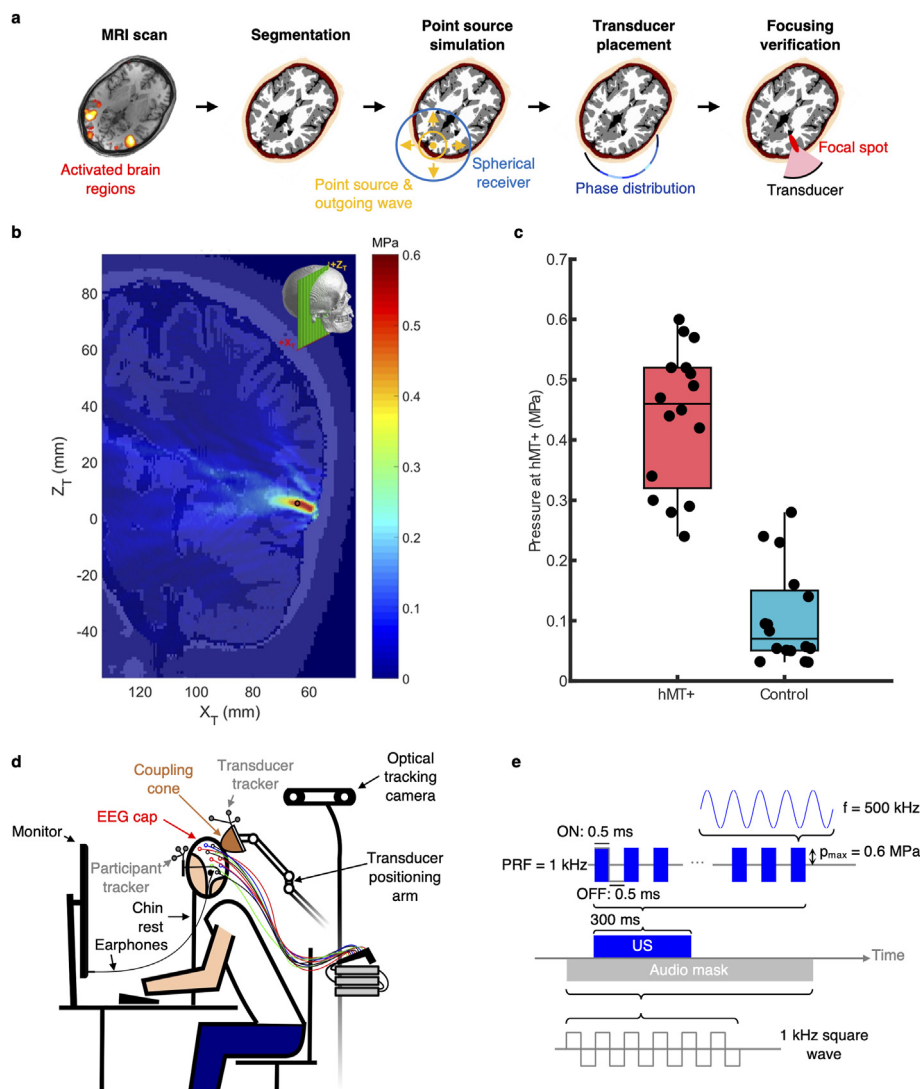 a
MRI scan
Segmentation
Point source
simulation
Transducer
placement
Focusing
verification
Activated brain
regions
Point source &
outgoing wave
Spherical
receiver
Phase distribution
Focal spot
Transducer
b
MPa
0.6
0.5
0.4
0.3
0.2
0.1
0
+Z_T
+X_T
80
60
40
20
0
-20
-40
Z_T (mm)
120
100
80
60
X_T (mm)
c
0.7
0.6
0.5
0.4
0.3
0.2
0.1
0
Pressure at hMT+ (MPa)
hMT+
Control
d
Monitor
EEG cap
Coupling
cone
Transducer
tracker
Optical
tracking
camera
Participant
tracker
Transducer
positioning
arm
Chin
rest
Earphones
e
f = 500 kHz
ON: 0.5 ms
PRF = 1 kHz
...
p_max = 0.6 MPa
OFF: 0.5 ms
300 ms
US
Time
Audio mask
1 kHz square
wave